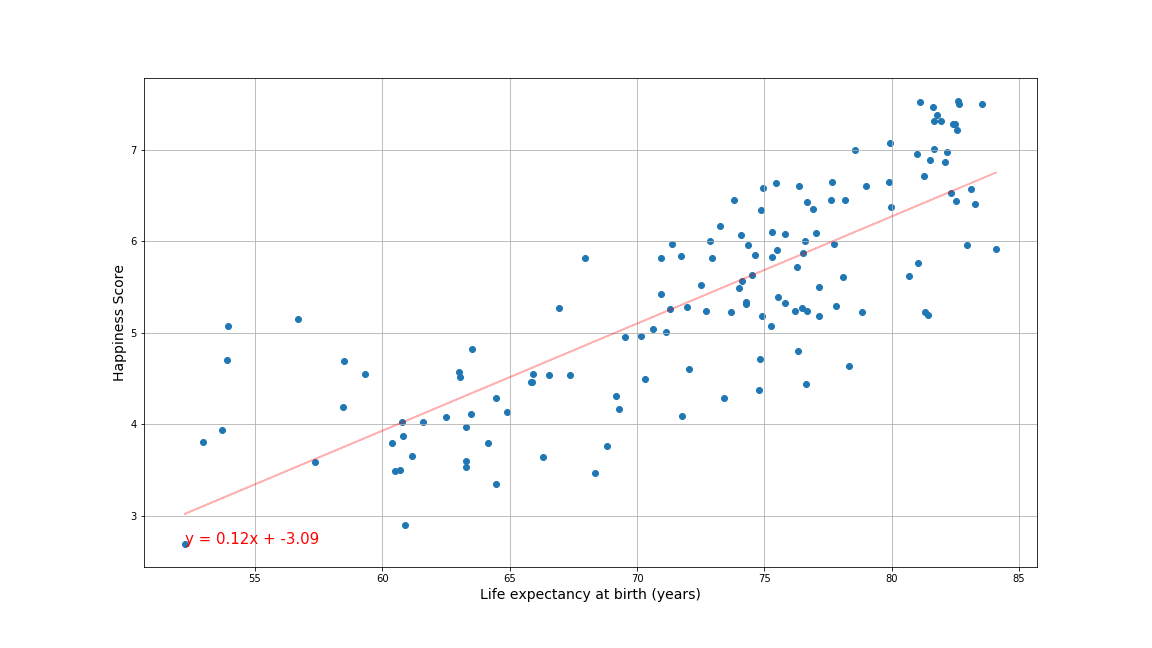 7
6
5
4
3
Happiness Score
y = 0.12x + -3.09
55 60 65 70 75 80 85
Life expectancy at birth (years)